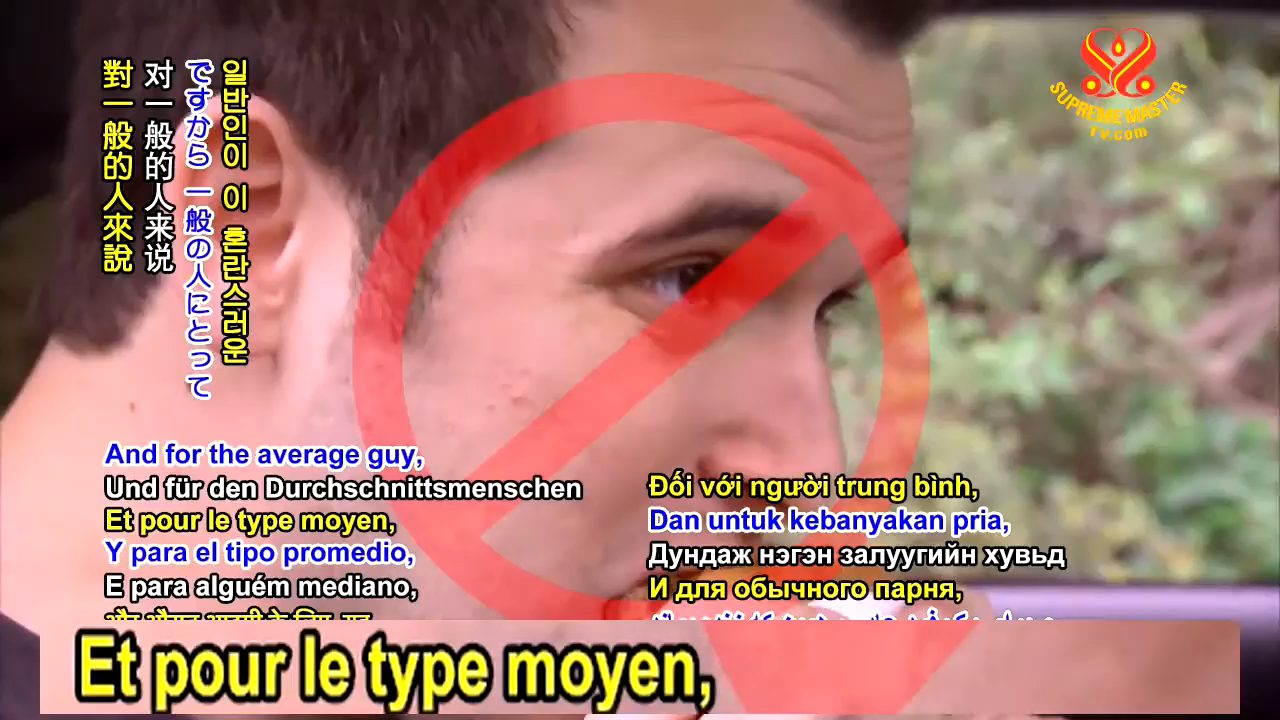 對一般的人來說
对一般的人来说
ですから 一般の人にとって
일반인이 이 혼란스러운
SUPREME MASTER
TV.com
And for the average guy,
Und für den Durchschnittsmenschen
Et pour le type moyen,
Y para el tipo promedio,
E para alguém mediano,
Đối với người trung bình,
Dan untuk kebanyakan pria,
Дундаж нэгэн залуугийн хувьд
И для обычного парня,
Et pour le type moyen,